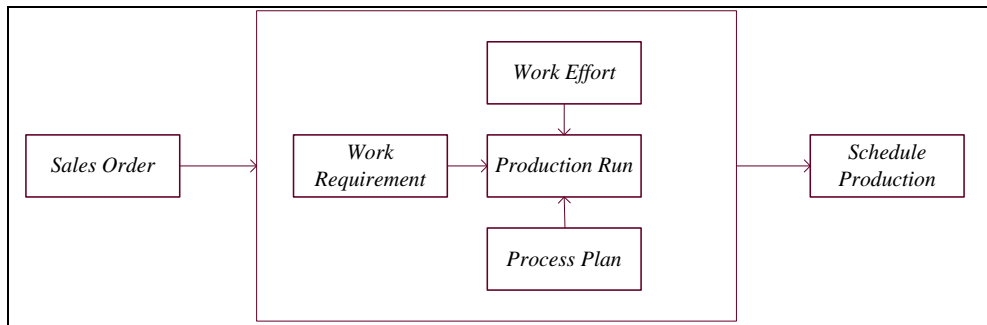 Sales Order
Work Effort
Work
Requirement
Production Run
Process Plan
Schedule
Production